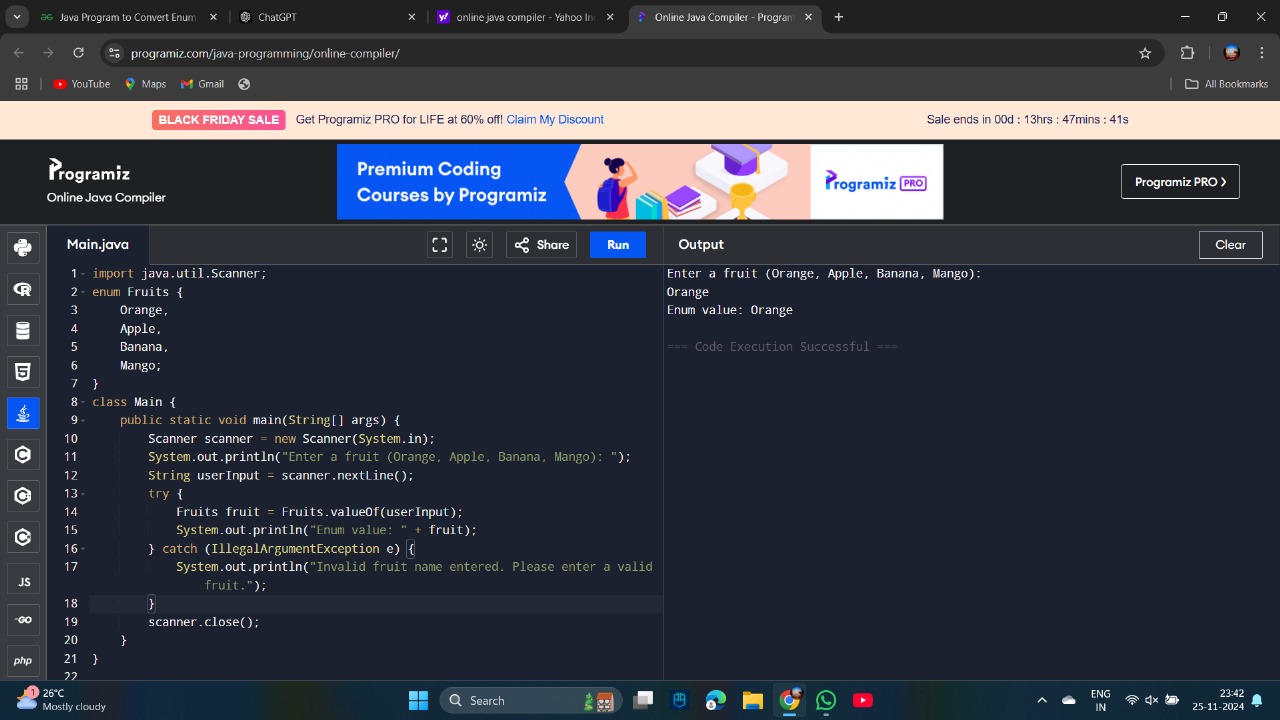 Java Program to Convert Enum
ChatGPT
online java compiler - Yahoo In
Online Java Compiler - Program
programiz.com/java-programming/online-compiler/
YouTube
Maps
Gmail
All Bookmarks
BLACK FRIDAY SALE Get Programiz PRO for LIFE at 60% off! Claim My Discount
Sale ends in 00d : 13hrs : 47mins : 41s
Programiz
Online Java Compiler
Premium Coding
Courses by Programiz
Programiz PRO
Programiz PRO >
Main.java
Share
Run
Output
Clear
1 import java.util.Scanner;
2 enum Fruits {
3 Orange,
4 Apple,
5 Banana,
6 Mango;
7 }
8 class Main {
9 public static void main(String[] args) {
10 Scanner scanner = new Scanner(System.in);
11 System.out.println("Enter a fruit (Orange, Apple, Banana, Mango): ");
12 String userInput = scanner.nextLine();
13 try {
14 Fruits fruit = Fruits.valueOf(userInput);
15 System.out.println("Enum value: " + fruit);
16 } catch (IllegalArgumentException e) {
17 System.out.println("Invalid fruit name entered. Please enter a valid
fruit.");
18 }
19 scanner.close();
20 }
21 }
22
Enter a fruit (Orange, Apple, Banana, Mango):
Orange
Enum value: Orange
=== Code Execution Successful ===
JS
GO
php
1
26°C
Mostly cloudy
Search
ENG
IN
23:42
25-11-2024